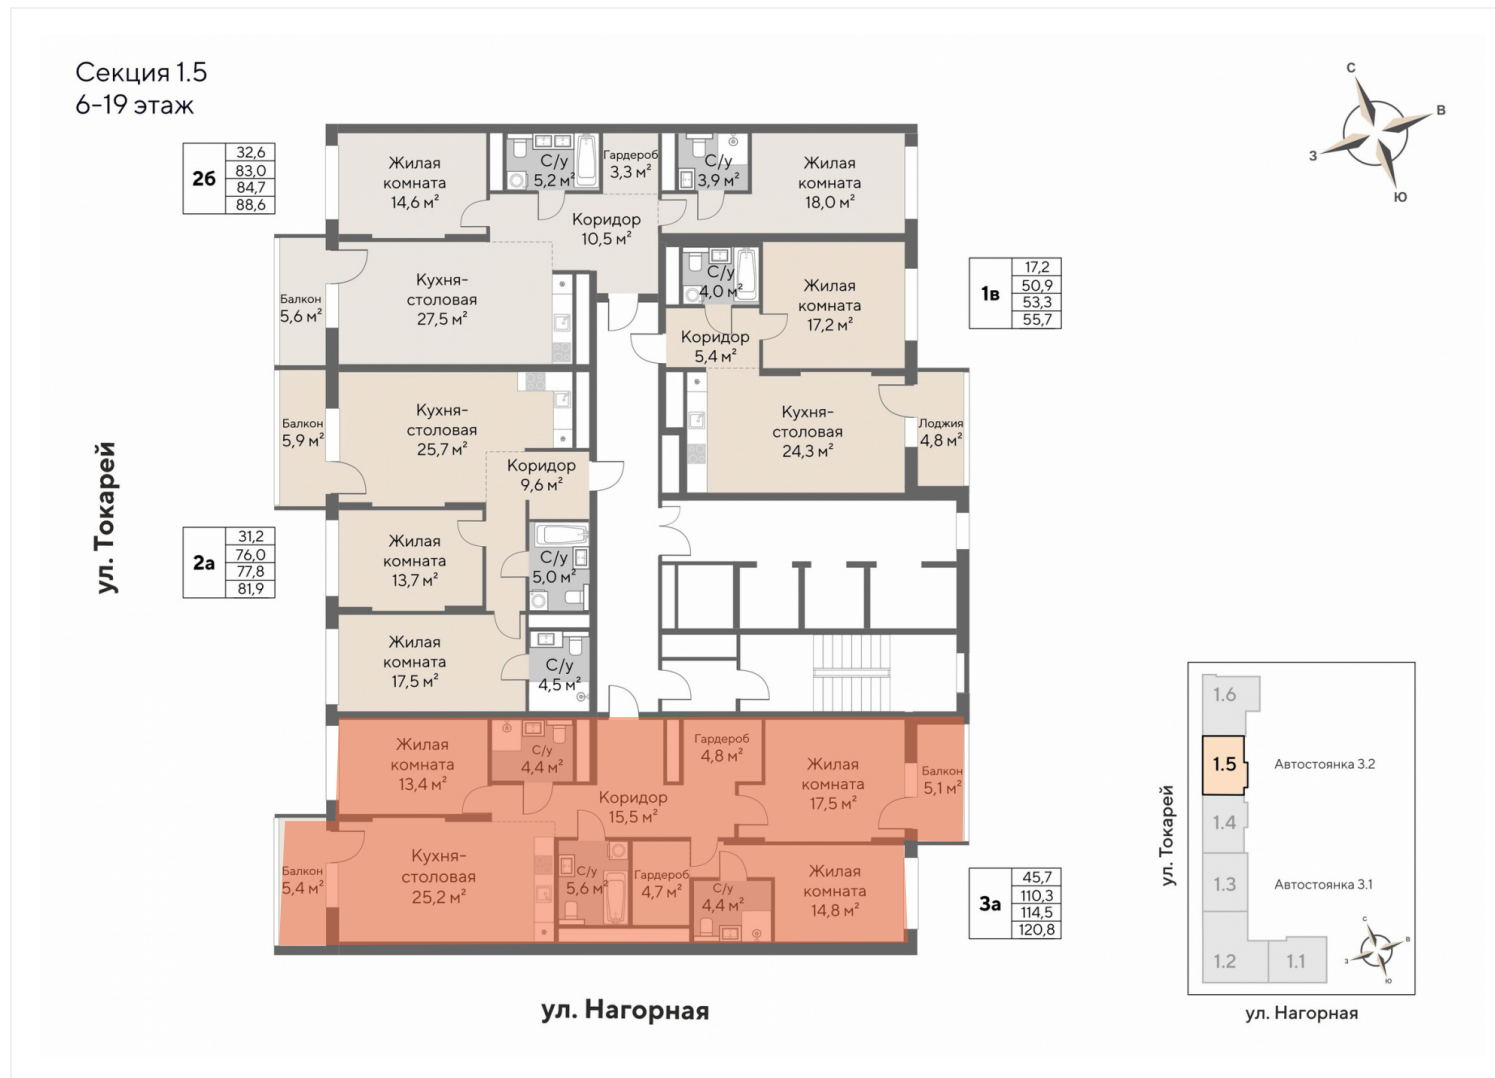 Секция 1.5
6-19 этаж
С
В
З
Ю
2б
32,6
83,0
84,7
88,6
Жилая
комната
14,6 м²
С/у
5,2 м²
Гардероб
3,3 м²
С/у
3,9 м²
Жилая
комната
18,0 м²
Коридор
10,5 м²
Балкон
5,6 м²
Кухня-
столовая
27,5 м²
С/у
4,0 м²
Жилая
комната
17,2 м²
1в
17,2
50,9
53,3
55,7
Коридор
5,4 м²
Балкон
5,9 м²
Кухня-
столовая
25,7 м²
Кухня-
столовая
24,3 м²
Лоджия
4,8 м²
Коридор
9,6 м²
ул. Токарей
2а
31,2
76,0
77,8
81,9
Жилая
комната
13,7 м²
С/у
5,0 м²
Жилая
комната
17,5 м²
С/у
4,5 м²
Жилая
комната
13,4 м²
С/у
4,4 м²
Гардероб
4,8 м²
Жилая
комната
17,5 м²
Балкон
5,1 м²
Коридор
15,5 м²
Балкон
5,4 м²
Кухня-
столовая
25,2 м²
С/у
5,6 м²
Гардероб
4,7 м²
С/у
4,4 м²
Жилая
комната
14,8 м²
3а
45,7
110,3
114,5
120,8
ул. Нагорная
1.6
1.5
Автостоянка 3.2
1.4
1.3
Автостоянка 3.1
1.2
1.1
С
В
З
Ю
ул. Токарей
ул. Нагорная